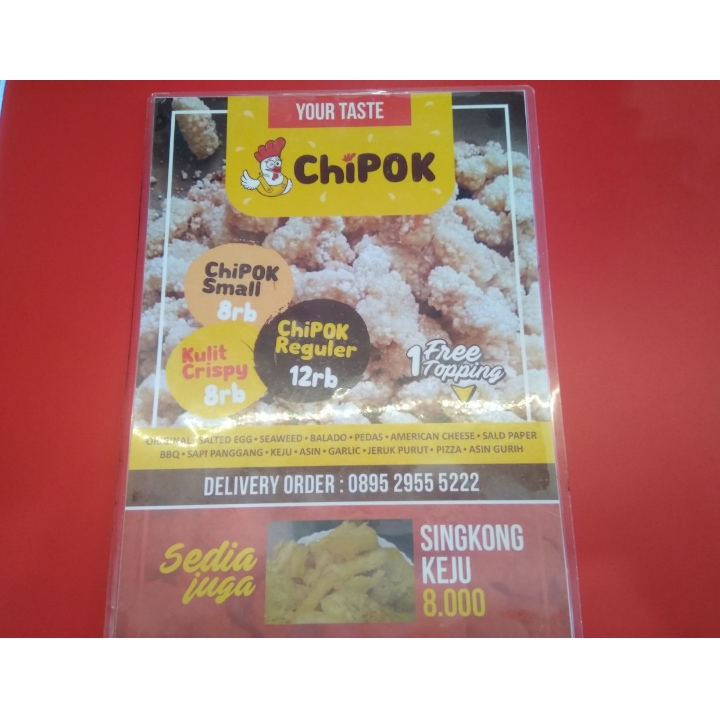 YOUR TASTE
ChiPOK
ChiPOK
Small
8rb
ChiPOK
Reguler
12rb
Kulit
Crispy
8rb
1 Free
Topping
ORIGINAL • SALTED EGG • SEAWEED • BALADO • PEDAS • AMERICAN CHEESE • SALD PAPER
BBQ • SAPI PANGGANG • KEJU • ASIN • GARLIC • JERUK PURUT • PIZZA • ASIN GURIH
DELIVERY ORDER : 0895 2955 5222
Sedia
juga
SINGKONG
KEJU
8.000